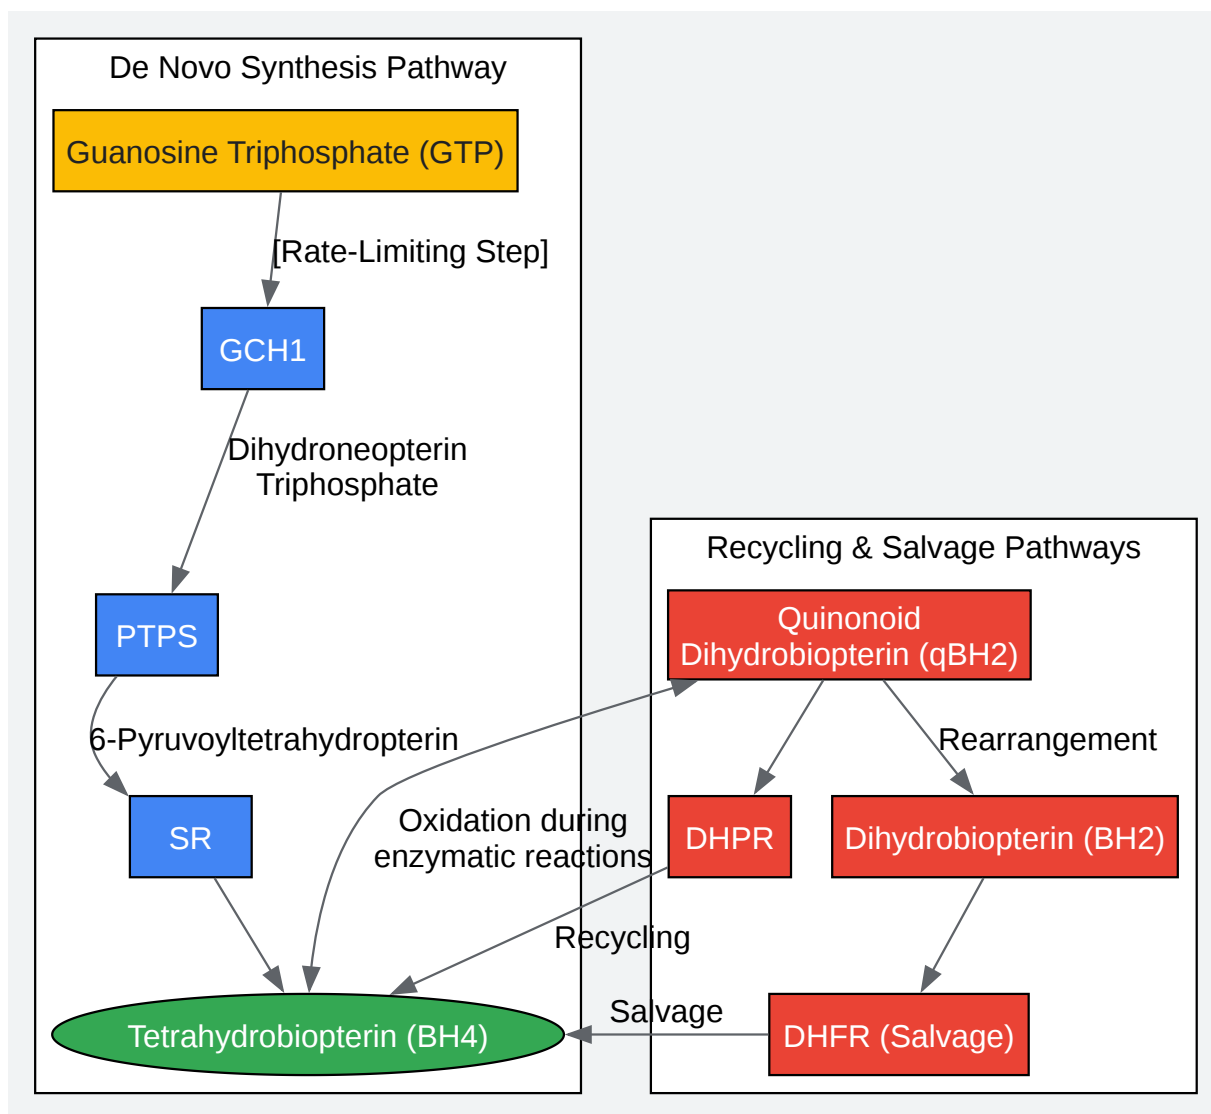 De Novo Synthesis Pathway
Guanosine Triphosphate (GTP)
[Rate-Limiting Step]
GCH1
Dihydroneopterin
Triphosphate
PTPS
6-Pyruvoyltetrahydropterin
SR
Tetrahydrobiopterin (BH4)
Oxidation during
enzymatic reactions
Recycling
Salvage
Recycling & Salvage Pathways
Quinonoid
Dihydrobiopterin (qBH2)
Rearrangement
DHPR
Dihydrobiopterin (BH2)
DHFR (Salvage)